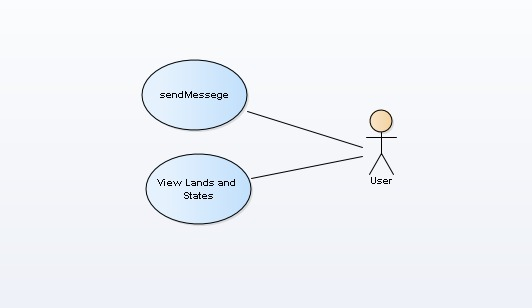 sendMessege
View Lands and
States
User